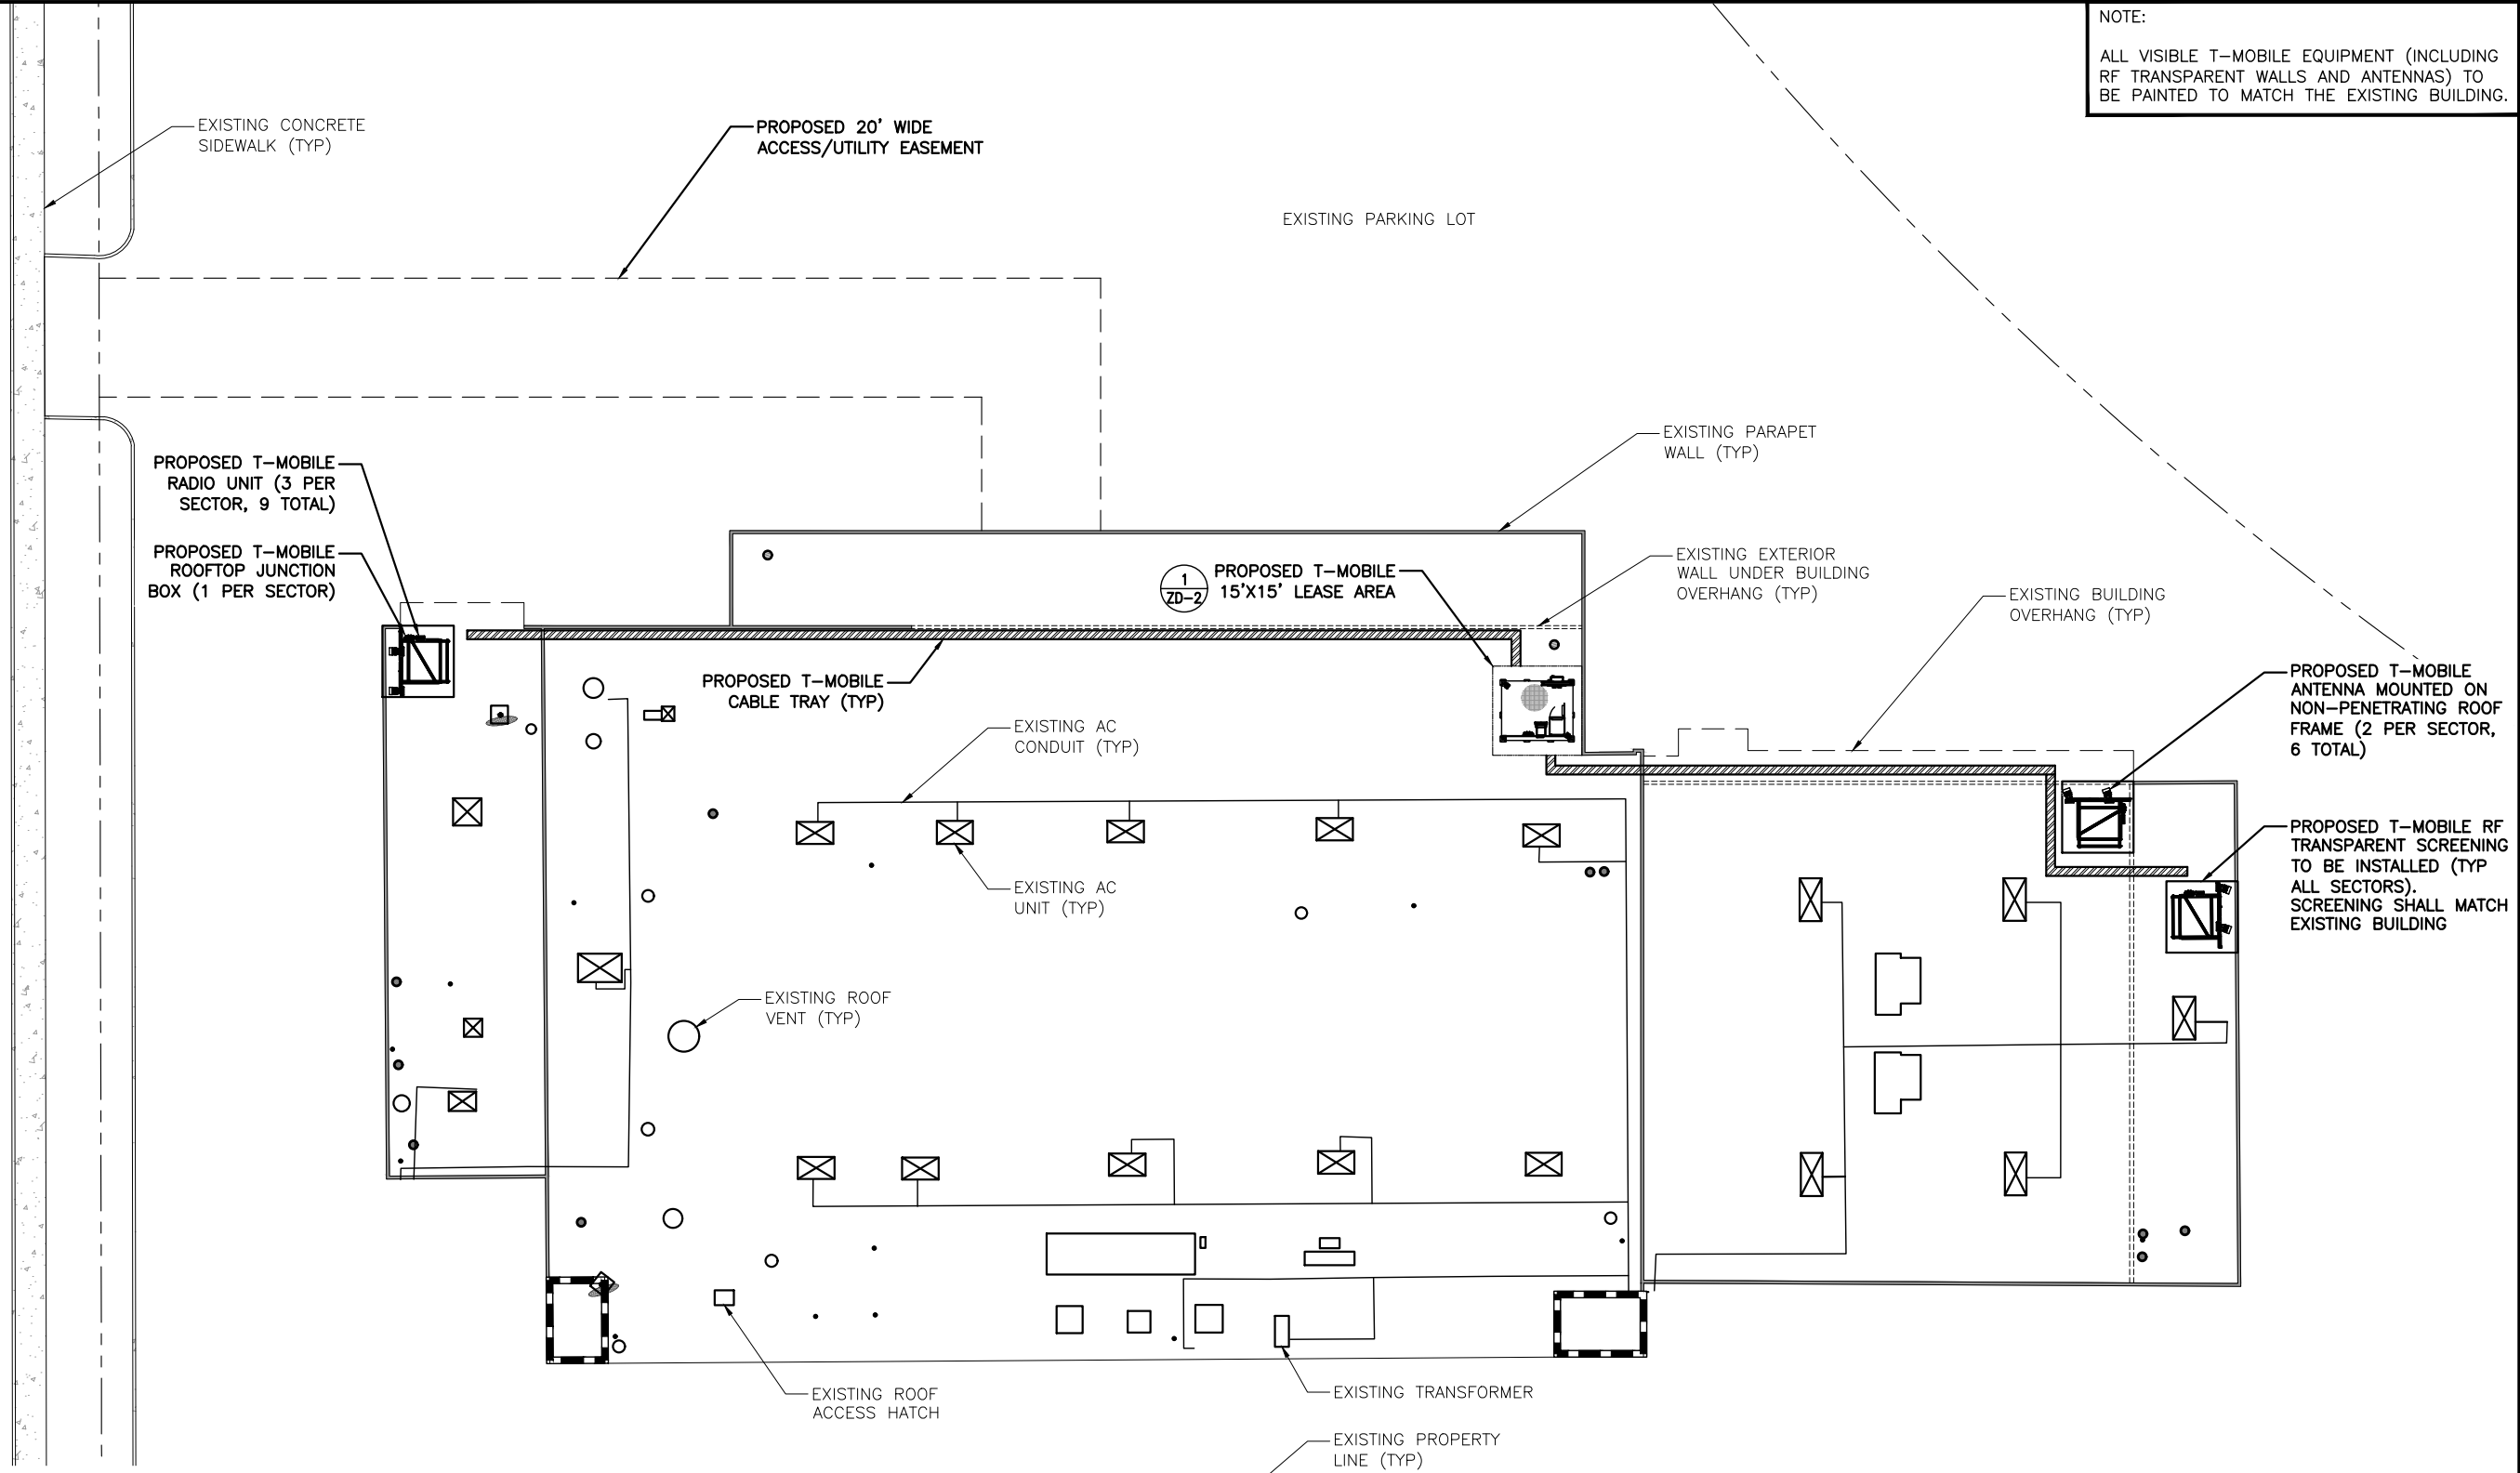 NOTE:
ALL VISIBLE T-MOBILE EQUIPMENT (INCLUDING
RF TRANSPARENT WALLS AND ANTENNAS) TO
BE PAINTED TO MATCH THE EXISTING BUILDING.
EXISTING CONCRETE
SIDEWALK (TYP)
PROPOSED 20' WIDE
ACCESS/UTILITY EASEMENT
EXISTING PARKING LOT
EXISTING PARAPET
WALL (TYP)
PROPOSED T-MOBILE
RADIO UNIT (3 PER
SECTOR, 9 TOTAL)
PROPOSED T-MOBILE
ROOFTOP JUNCTION
BOX (1 PER SECTOR)
1
ZD-2
PROPOSED T-MOBILE
15'X15' LEASE AREA
EXISTING EXTERIOR
WALL UNDER BUILDING
OVERHANG (TYP)
EXISTING BUILDING
OVERHANG (TYP)
PROPOSED T-MOBILE
CABLE TRAY (TYP)
PROPOSED T-MOBILE
ANTENNA MOUNTED ON
NON-PENETRATING ROOF
FRAME (2 PER SECTOR,
6 TOTAL)
EXISTING AC
CONDUIT (TYP)
PROPOSED T-MOBILE RF
TRANSPARENT SCREENING
TO BE INSTALLED (TYP
ALL SECTORS).
SCREENING SHALL MATCH
EXISTING BUILDING
EXISTING AC
UNIT (TYP)
EXISTING ROOF
VENT (TYP)
EXISTING ROOF
ACCESS HATCH
EXISTING TRANSFORMER
EXISTING PROPERTY
LINE (TYP)